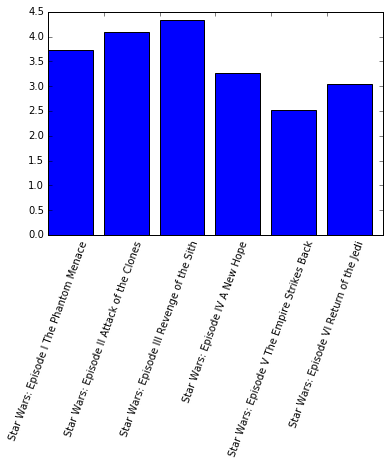 4.5
4.0
3.5
3.0
2.5
2.0
1.5
1.0
0.5
0.0
Star Wars: Episode I The Phantom Menace
Star Wars: Episode II Attack of the Clones
Star Wars: Episode III Revenge of the Sith
Star Wars: Episode IV A New Hope
Star Wars: Episode V The Empire Strikes Back
Star Wars: Episode VI Return of the Jedi